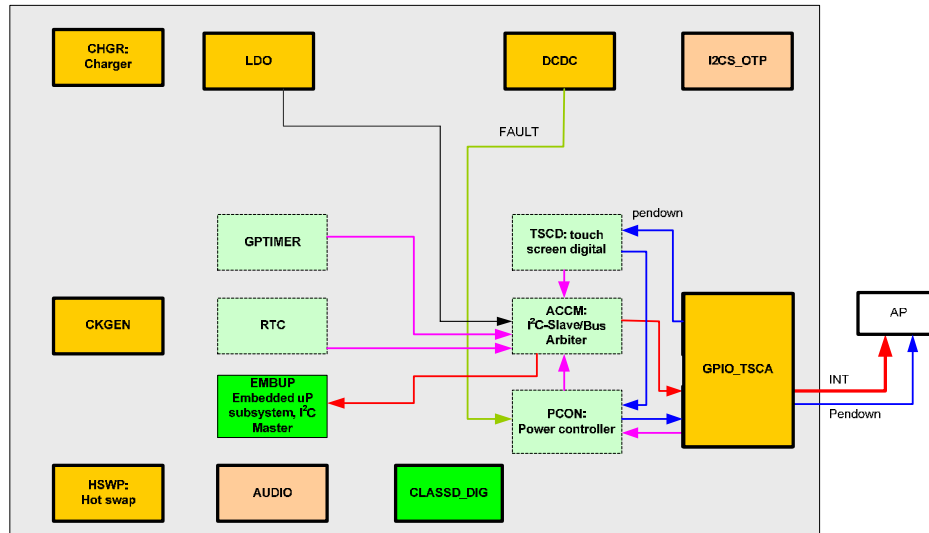 CHGR:
Charger
LDO
DCDC
I2CS_OTP
FAULT
GPTIMER
TSCD: touch
screen digital
pendown
CKGEN
RTC
ACCM:
I²C-Slave/Bus
Arbiter
GPIO_TSCA
AP
EMBUP
Embedded uP
subsystem, I²C
Master
PCON:
Power controller
INT
Pendown
HSWP:
Hot swap
AUDIO
CLASSD_DIG